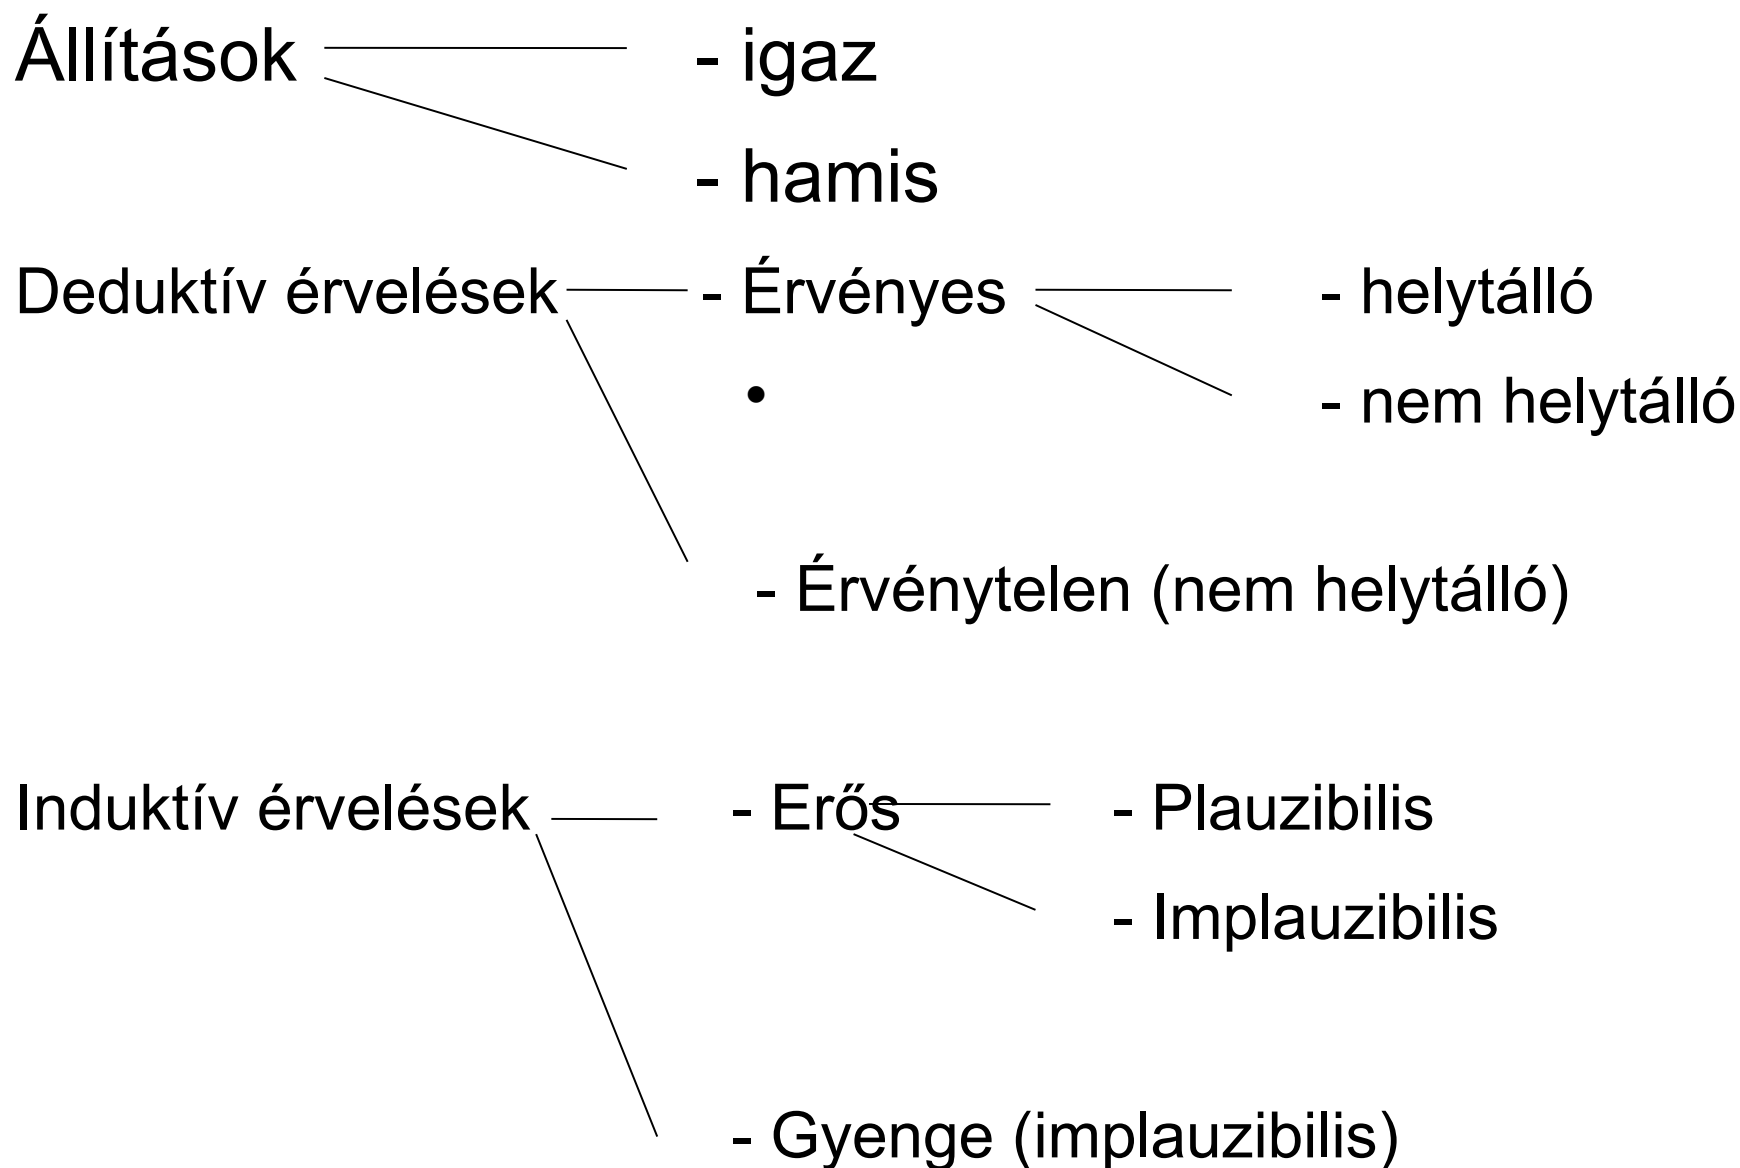 Állítások - igaz
- hamis
Deduktív érvelések - Érvényes - helytálló
• - nem helytálló
- Érvénytelen (nem helytálló)
Induktív érvelések - Erős - Plauzibilis
- Implauzibilis
- Gyenge (implauzibilis)